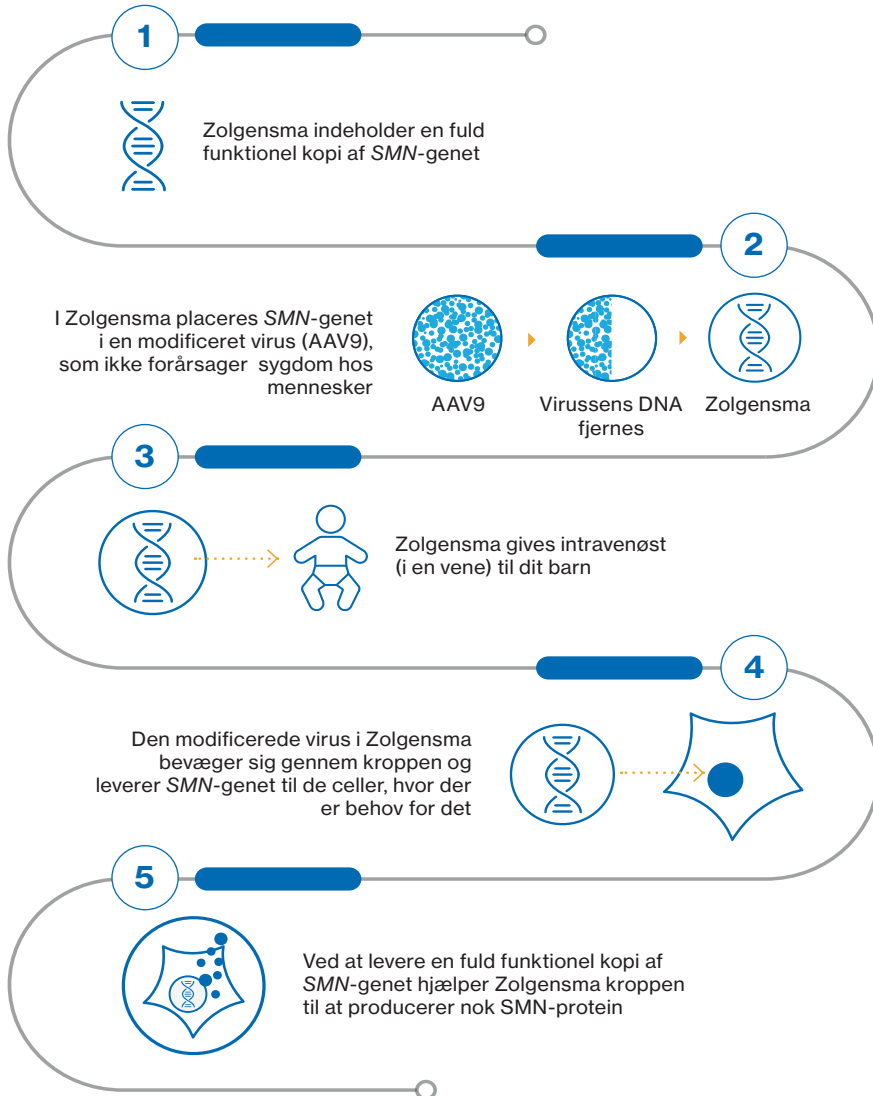 1
Zolgensma indeholder en fuld
funktionel kopi af SMN-genet
2
I Zolgensma placeres SMN-genet
i en modificeret virus (AAV9),
som ikke forårsager sygdom hos
mennesker
AAV9
Virussens DNA
fjernes
Zolgensma
3
Zolgensma gives intravenøst
(i en vene) til dit barn
4
Den modificerede virus i Zolgensma
bevæger sig gennem kroppen og
leverer SMN-genet til de celler, hvor der
er behov for det
5
Ved at levere en fuld funktionel kopi af
SMN-genet hjælper Zolgensma kroppen
til at producerer nok SMN-protein